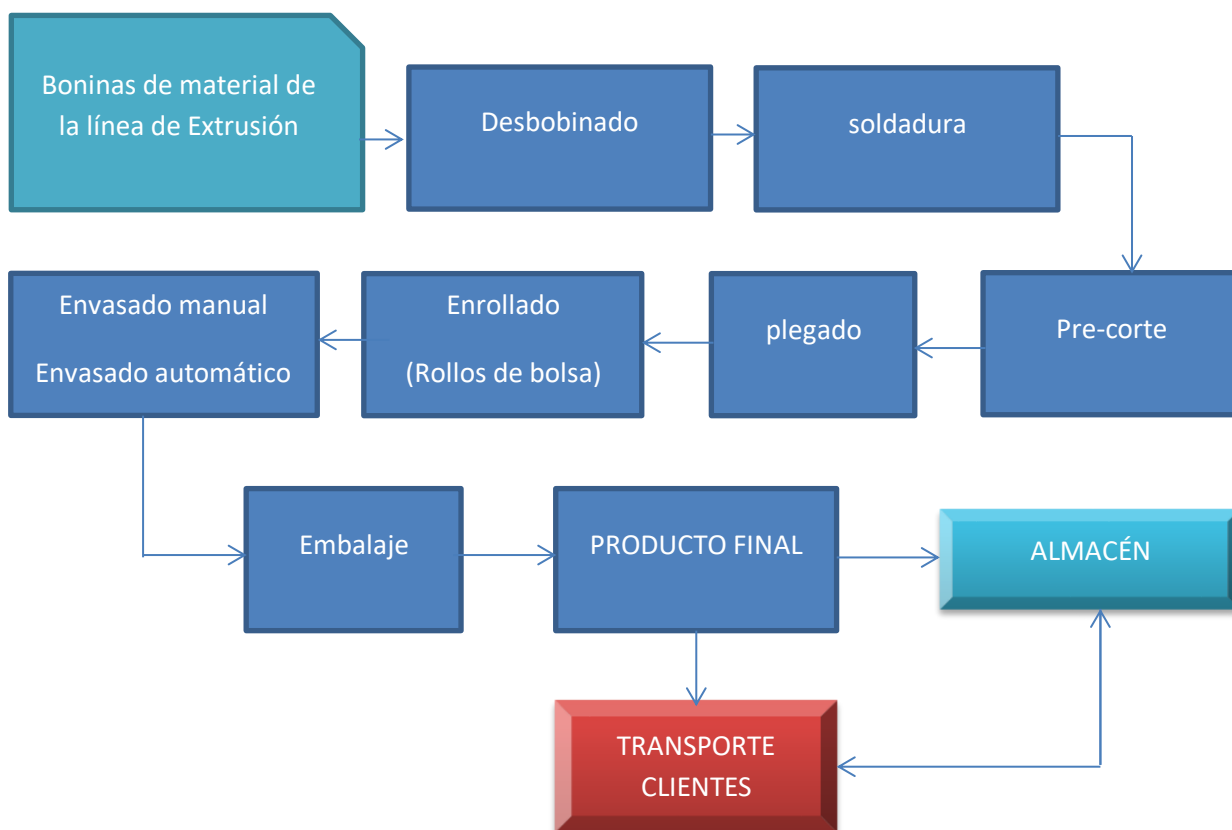 Boninas de material de
la línea de Extrusión
Desbobinado
soldadura
Pre-corte
plegado
Enrollado
(Rollos de bolsa)
Envasado manual
Envasado automático
Embalaje
PRODUCTO FINAL
ALMACÉN
TRANSPORTE
CLIENTES